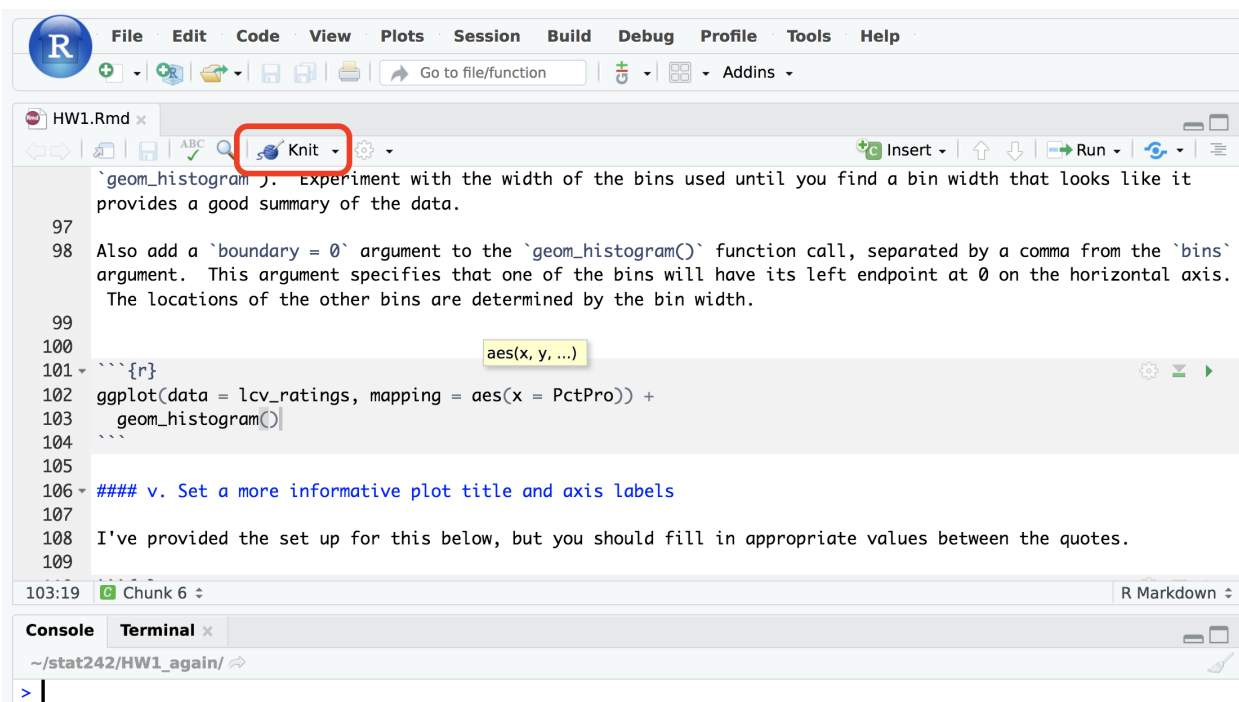 R File Edit Code View Plots Session Build Debug Profile Tools Help
R Go to file/function Addins
Rmd HW1.Rmd
ABC Knit C Insert Run
`geom_histogram`). Experiment with the width of the bins used until you find a bin width that looks like it
provides a good summary of the data.
97
98 Also add a `boundary = 0` argument to the `geom_histogram()` function call, separated by a comma from the `bins`
argument. This argument specifies that one of the bins will have its left endpoint at 0 on the horizontal axis.
The locations of the other bins are determined by the bin width.
99
100
aes(x, y, ...)
101 ```{r}
102 ggplot(data = lcv_ratings, mapping = aes(x = PctPro)) +
103 geom_histogram()
104 ```
105
106 #### v. Set a more informative plot title and axis labels
107
108 I've provided the set up for this below, but you should fill in appropriate values between the quotes.
109
103:19 C Chunk 6 R Markdown
Console Terminal
~/stat242/HW1_again/
>